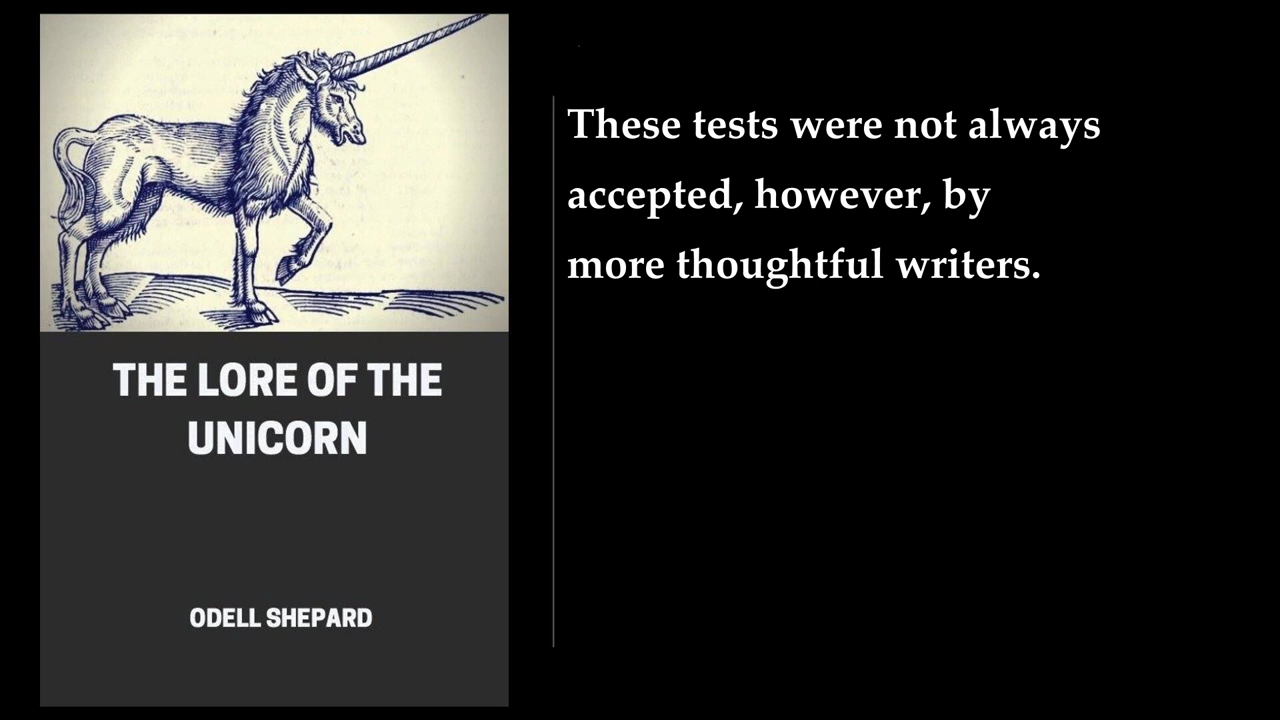 THE LORE OF THE
UNICORN
ODELL SHEPARD
These tests were not always
accepted, however, by
more thoughtful writers.